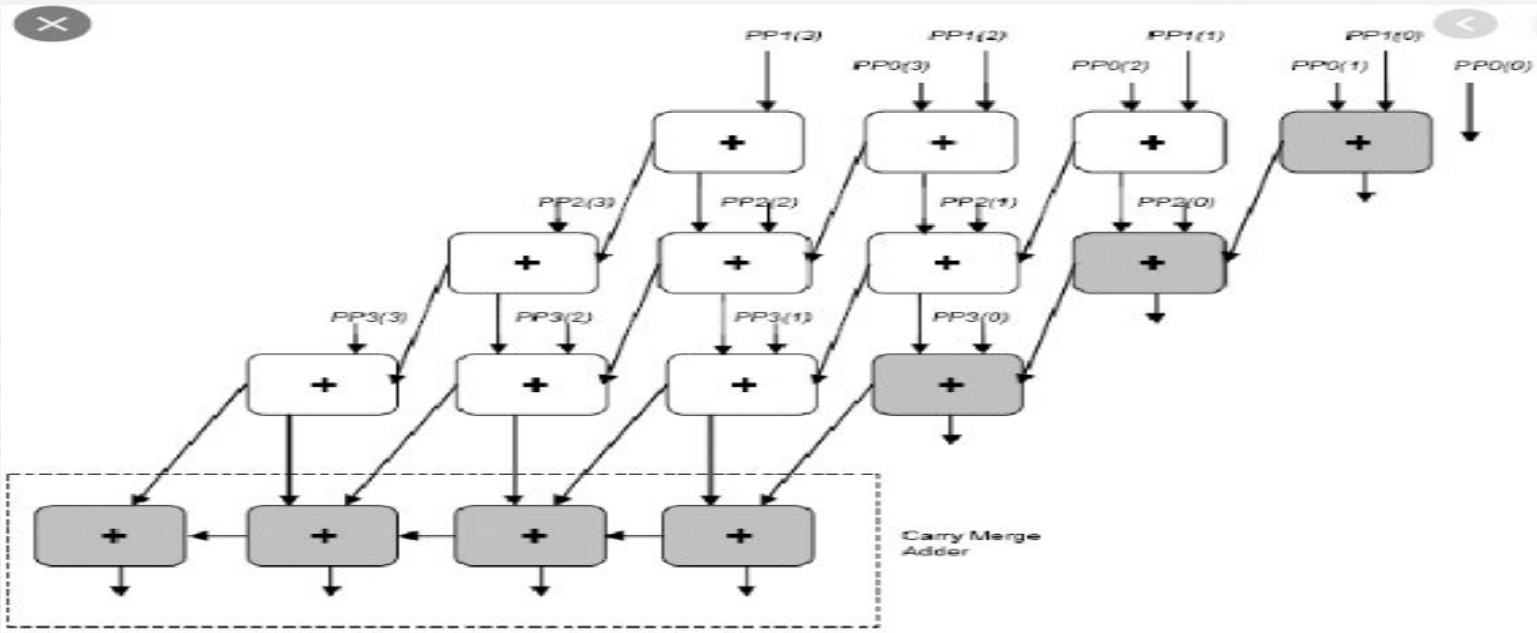 PP1(3) PP1(2) PP1(1) PP1(0)
PP0(3) PP0(2) PP0(1) PP0(0)
+ + + +
PP2(3) PP2(2) PP2(1) PP2(0)
+ + + +
PP3(3) PP3(2) PP3(1) PP3(0)
+ + + +
+ + + +
Carry Merge
Adder